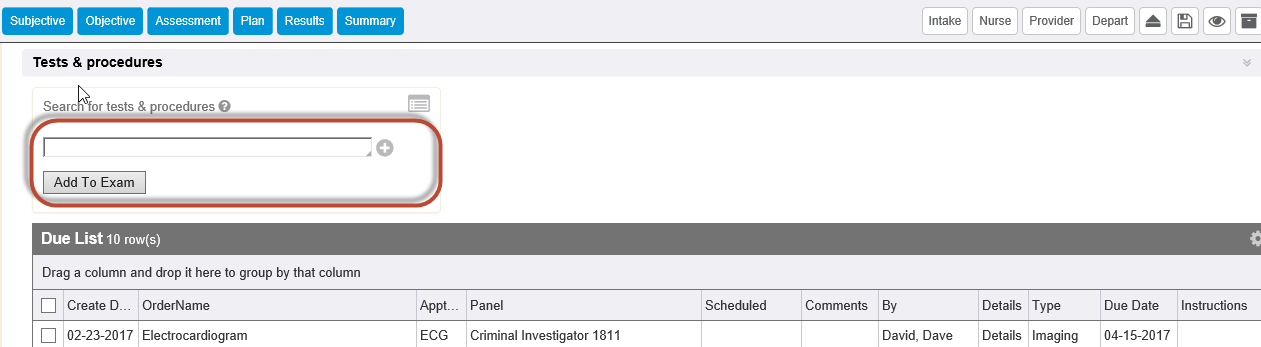 Subjective Objective Assessment Plan Results Summary Intake Nurse Provider Depart
Tests & procedures
Search for tests & procedures ?
Add To Exam
Due List 10 row(s)
Drag a column and drop it here to group by that column
Create D... OrderName Appt... Panel Scheduled Comments By Details Type Due Date Instructions
02-23-2017 Electrocardiogram ECG Criminal Investigator 1811 David, Dave Details Imaging 04-15-2017